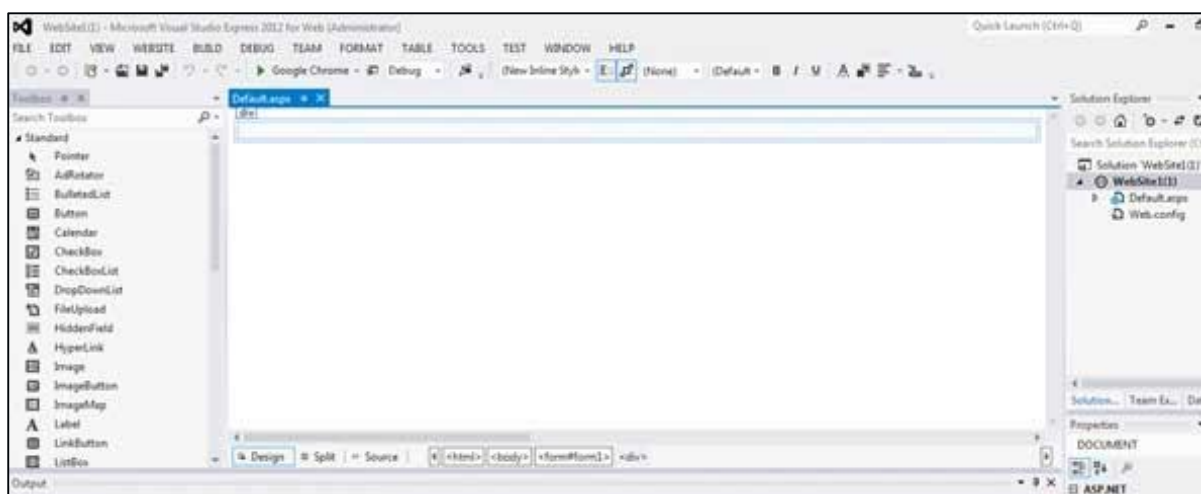 WebSite1(1) - Microsoft Visual Studio Express 2012 for Web (Administrator)
Quick Launch (Ctrl+Q)
FILE EDIT VIEW WEBSITE BUILD DEBUG TEAM FORMAT TABLE TOOLS TEST WINDOW HELP
Google Chrome Debug (New Inline Style (None) (Default B I U A
Toolbox
Default.aspx
Solution Explorer
Search Toolbox
div
Standard
Search Solution Explorer (C
Pointer
Solution 'WebSite1(1)
AdRotator
WebSite1(1)
BulletedList
Default.aspx
Button
Web.config
Calendar
CheckBox
CheckBoxList
DropDownList
FileUpload
HiddenField
HyperLink
Image
ImageButton
Solution... Team Ex...
ImageMap
Label
Properties
LinkButton
DOCUMENT
Design Split Source <html> <body> <form#form1> <div>
ListBox
Output
ASP.NET